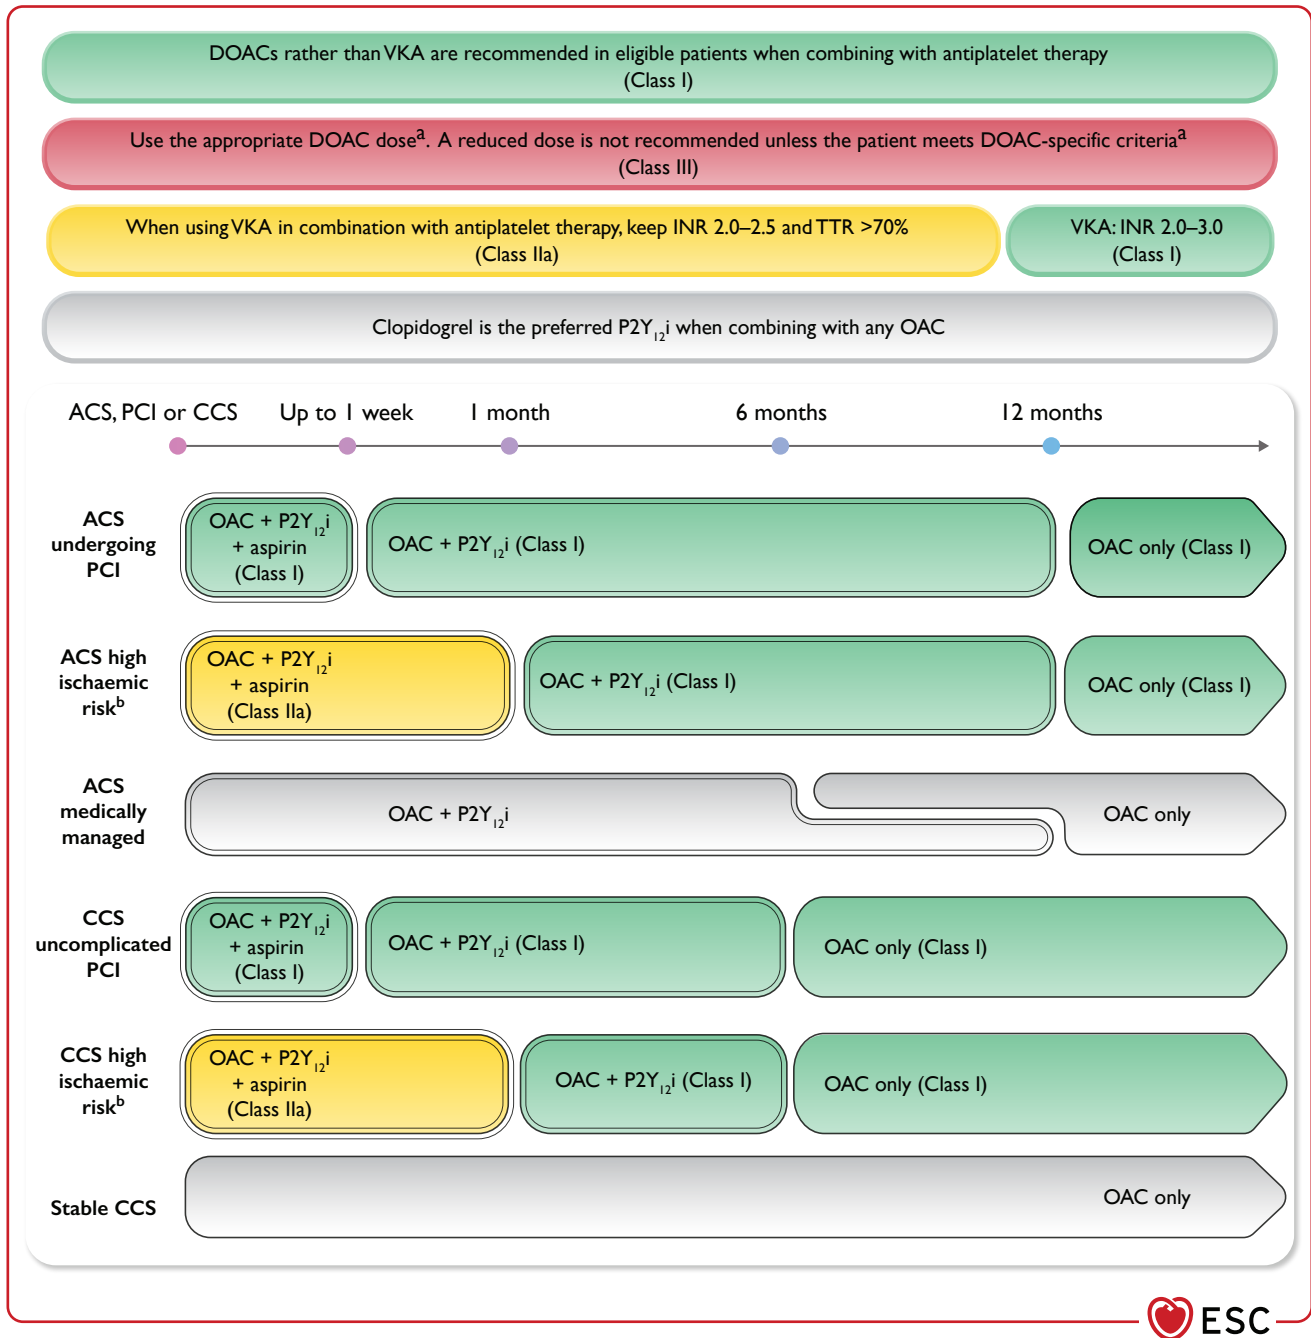 DOACs rather than VKA are recommended in eligible patients when combining with antiplatelet therapy
(Class I)
Use the appropriate DOAC doseᵃ. A reduced dose is not recommended unless the patient meets DOAC-specific criteriaᵃ
(Class III)
When using VKA in combination with antiplatelet therapy, keep INR 2.0–2.5 and TTR >70%
(Class IIa)
VKA: INR 2.0–3.0
(Class I)
Clopidogrel is the preferred P2Y₁₂i when combining with any OAC
ACS, PCI or CCS
Up to 1 week
1 month
6 months
12 months
ACS
undergoing
PCI
OAC + P2Y₁₂i
+ aspirin
(Class I)
OAC + P2Y₁₂i (Class I)
OAC only (Class I)
ACS high
ischaemic
riskᵇ
OAC + P2Y₁₂i
+ aspirin
(Class IIa)
OAC + P2Y₁₂i (Class I)
OAC only (Class I)
ACS
medically
managed
OAC + P2Y₁₂i
OAC only
CCS
uncomplicated
PCI
OAC + P2Y₁₂i
+ aspirin
(Class I)
OAC + P2Y₁₂i (Class I)
OAC only (Class I)
CCS high
ischaemic
riskᵇ
OAC + P2Y₁₂i
+ aspirin
(Class IIa)
OAC + P2Y₁₂i (Class I)
OAC only (Class I)
Stable CCS
OAC only
ESC